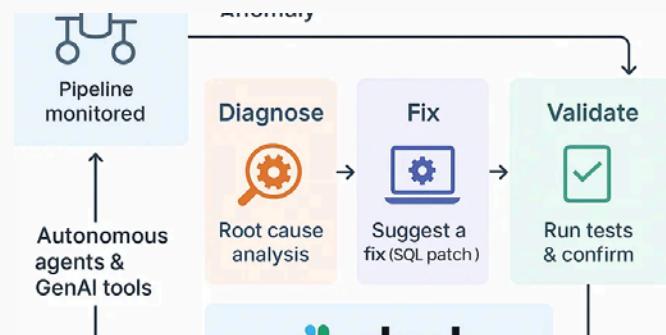 Anomaly
Pipeline
monitored
Diagnose
Root cause
analysis
Fix
Suggest a
fix (SQL patch)
Validate
Run tests
& confirm
Autonomous
agents &
GenAI tools